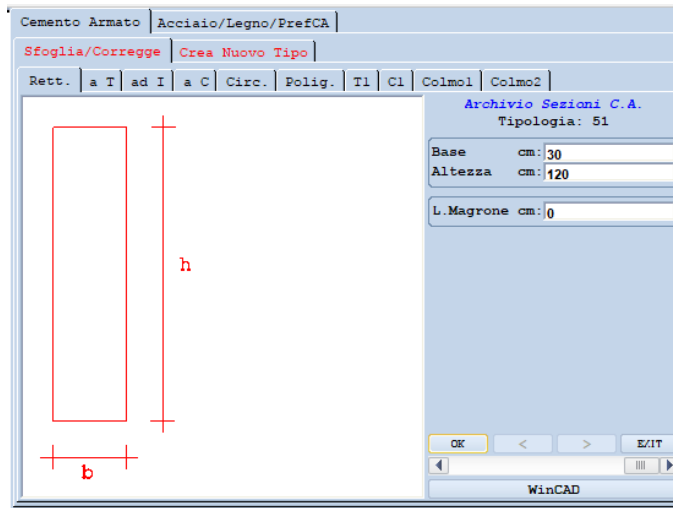 Cemento Armato Acciaio/Legno/PrefCA
Sfoglia/Corregge Crea Nuovo Tipo
Rett. a T ad I a C Circ. Polig. T1 C1 Colmo1 Colmo2
Archivio Sezioni C.A.
Tipologia: 51
Base cm: 30
Altezza cm: 120
L.Magrone cm: 0
h
b
OK < > EXIT
WinCAD